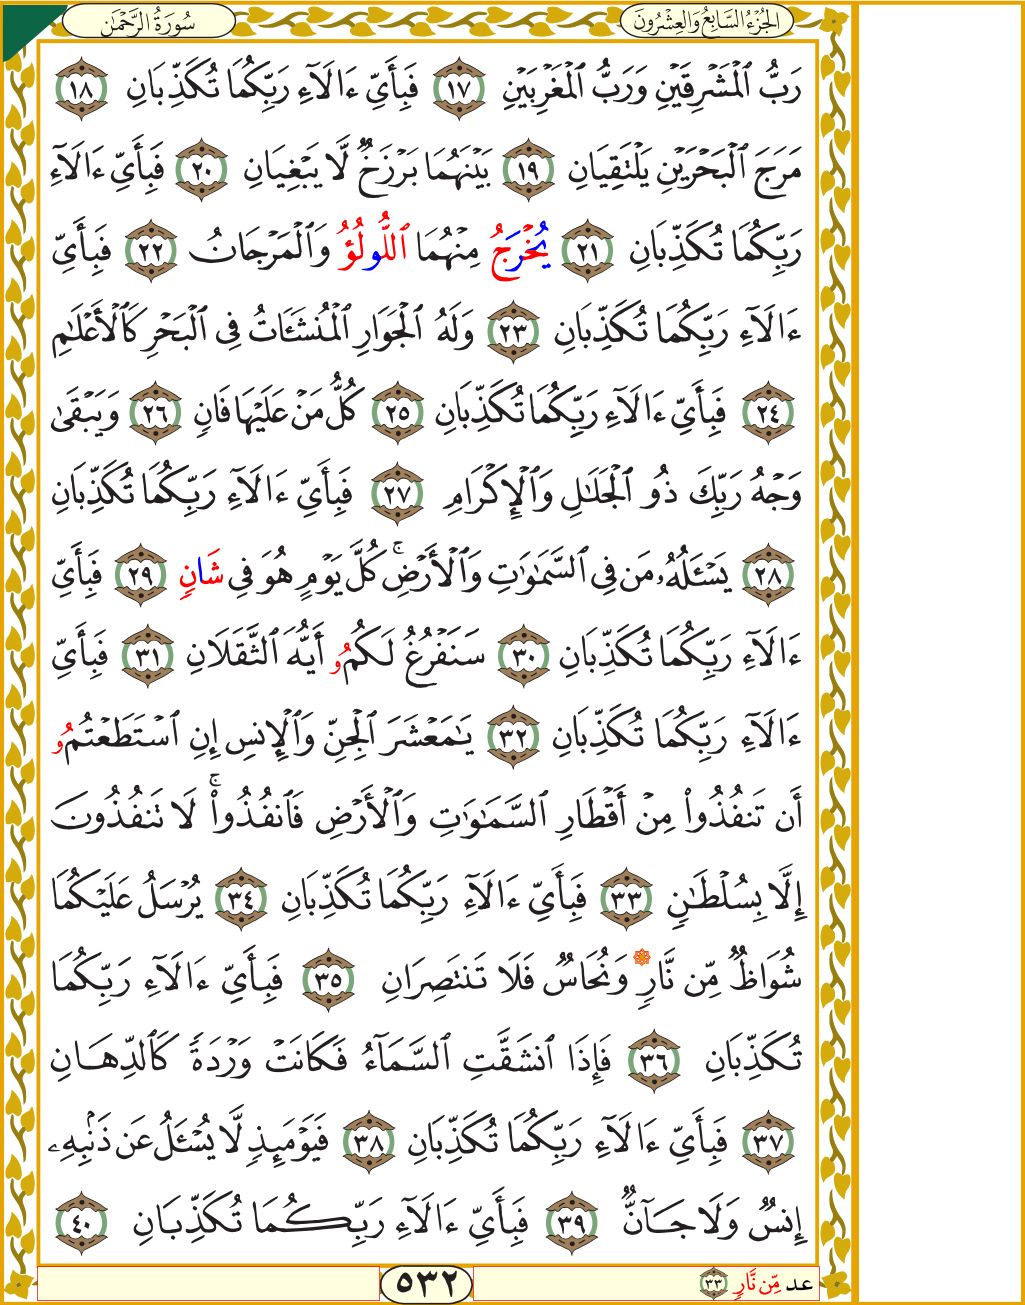 الجُزْءُ السَّابِعُ وَالعِشْرُونَ
سُورَةُ الرَّحْمَٰن
رَبُّ ٱلْمَشْرِقَيْنِ وَرَبُّ ٱلْمَغْرِبَيْنِ ١٧ فَبِأَيِّ ءَالَآءِ رَبِّكُمَا تُكَذِّبَانِ ١٨
مَرَجَ ٱلْبَحْرَيْنِ يَلْتَقِيَانِ ١٩ بَيْنَهُمَا بَرْزَخٌ لَّا يَبْغِيَانِ ٢٠ فَبِأَيِّ ءَالَآءِ
رَبِّكُمَا تُكَذِّبَانِ ٢١ يُخْرَجُ مِنْهُمَا ٱللُّولُؤُ وَٱلْمَرْجَانُ ٢٢ فَبِأَيِّ
ءَالَآءِ رَبِّكُمَا تُكَذِّبَانِ ٢٣ وَلَهُ ٱلْجَوَارِ ٱلْمُنشَـَٔاتُ فِي ٱلْبَحْرِ كَٱلْأَعْلَٰمِ
٢٤ فَبِأَيِّ ءَالَآءِ رَبِّكُمَا تُكَذِّبَانِ ٢٥ كُلُّ مَنْ عَلَيْهَا فَانٍ ٢٦ وَيَبْقَىٰ
وَجْهُ رَبِّكَ ذُو ٱلْجَلَٰلِ وَٱلْإِكْرَامِ ٢٧ فَبِأَيِّ ءَالَآءِ رَبِّكُمَا تُكَذِّبَانِ
٢٨ يَسْـَٔلُهُۥ مَن فِي ٱلسَّمَٰوَٰتِ وَٱلْأَرْضِۚ كُلَّ يَوْمٍ هُوَ فِي شَانٍ ٢٩ فَبِأَيِّ
ءَالَآءِ رَبِّكُمَا تُكَذِّبَانِ ٣٠ سَنَفْرُغُ لَكُمُۥ أَيُّهَ ٱلثَّقَلَانِ ٣١ فَبِأَيِّ
ءَالَآءِ رَبِّكُمَا تُكَذِّبَانِ ٣٢ يَٰمَعْشَرَ ٱلْجِنِّ وَٱلْإِنسِ إِنِ ٱسْتَطَعْتُمُۥ
أَن تَنفُذُوا۟ مِنْ أَقْطَارِ ٱلسَّمَٰوَٰتِ وَٱلْأَرْضِ فَٱنفُذُوا۟ۚ لَا تَنفُذُونَ
إِلَّا بِسُلْطَٰنٍ ٣٣ فَبِأَيِّ ءَالَآءِ رَبِّكُمَا تُكَذِّبَانِ ٣٤ يُرْسَلُ عَلَيْكُمَا
شُوَاظٌ مِّن نَّارٍ وَنُحَاسٌ فَلَا تَنتَصِرَانِ ٣٥ فَبِأَيِّ ءَالَآءِ رَبِّكُمَا
تُكَذِّبَانِ ٣٦ فَإِذَا ٱنشَقَّتِ ٱلسَّمَآءُ فَكَانَتْ وَرْدَةً كَٱلدِّهَانِ
٣٧ فَبِأَيِّ ءَالَآءِ رَبِّكُمَا تُكَذِّبَانِ ٣٨ فَيَوْمَئِذٍ لَّا يُسْـَٔلُ عَن ذَنۢبِهِۦ
إِنسٌ وَلَا جَآنٌّ ٣٩ فَبِأَيِّ ءَالَآءِ رَبِّكُمَا تُكَذِّبَانِ ٤٠
عد مِّن نَّارٍ ٣٣
٥٣٢